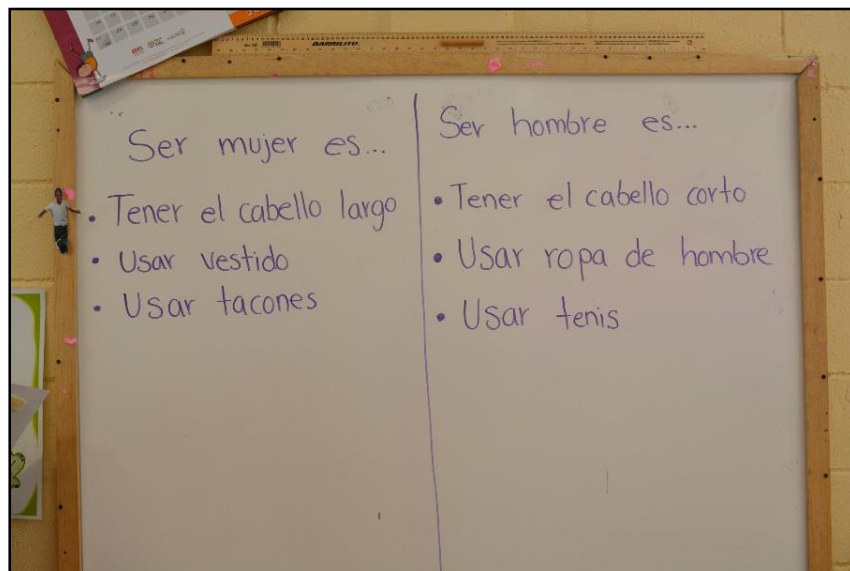 BARRILITO.
Ser mujer es...
• Tener el cabello largo
• Usar vestido
• Usar tacones
Ser hombre es...
• Tener el cabello corto
• Usar ropa de hombre
• Usar tenis